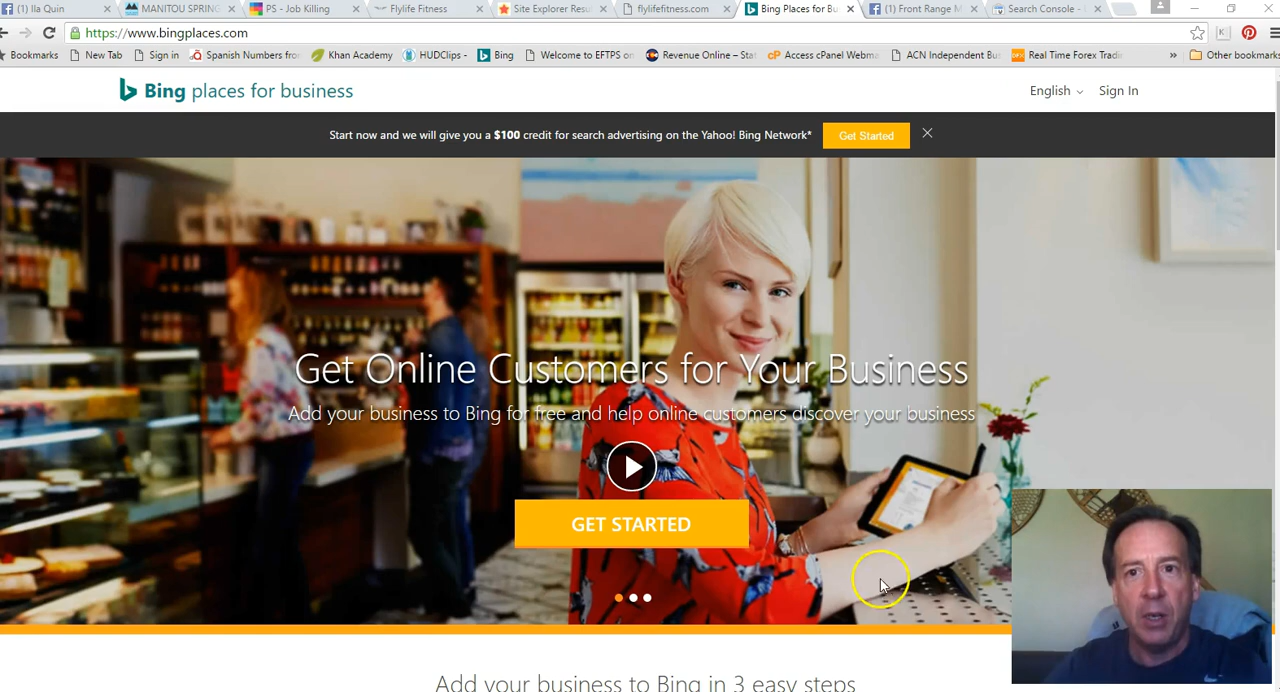 (1) Ila Quin
MANITOU SPRING
PS - Job Killing
Flylife Fitness
Site Explorer Resu
flylifefitness.com
Bing Places for Bu
(1) Front Range M
Search Console - D
https://www.bingplaces.com
Bookmarks
New Tab
Sign in
Spanish Numbers fro
Khan Academy
HUDClips -
Bing
Welcome to EFTPS on
Revenue Online – Stat
cP Access cPanel Webma
ACN Independent Bus
Real Time Forex Tradi
»
Other bookmarks
Bing places for business
English
Sign In
Start now and we will give you a $100 credit for search advertising on the Yahoo! Bing Network*
Get Started
Get Online Customers for Your Business
Add your business to Bing for free and help online customers discover your business
GET STARTED
Add your business to Bing in 3 easy steps